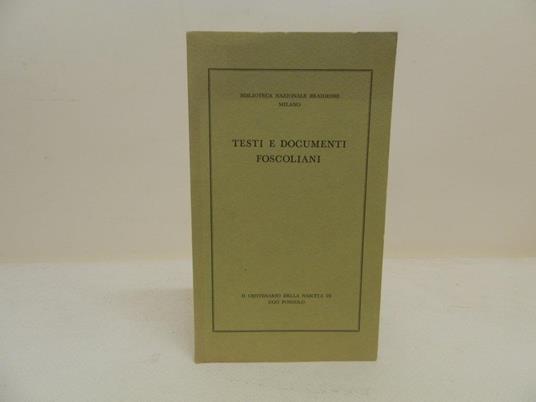 BIBLIOTECA NAZIONALE BRAIDENSE
MILANO
TESTI E DOCUMENTI
FOSCOLIANI
II CENTENARIO DELLA NASCITA DI
UGO FOSCOLO